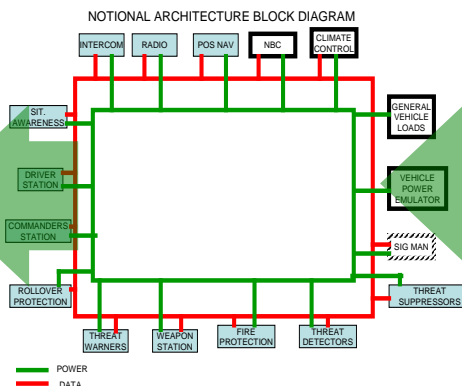 NOTIONAL ARCHITECTURE BLOCK DIAGRAM
INTERCOM
RADIO
POS NAV
NBC
CLIMATE
CONTROL
SIT.
AWARENESS
GENERAL
VEHICLE
LOADS
DRIVER
STATION
VEHICLE
POWER
EMULATOR
COMMANDERS
STATION
SIG MAN
ROLLOVER
PROTECTION
THREAT
SUPPRESSORS
THREAT
WARNERS
WEAPON
STATION
FIRE
PROTECTION
THREAT
DETECTORS
POWER
DATA